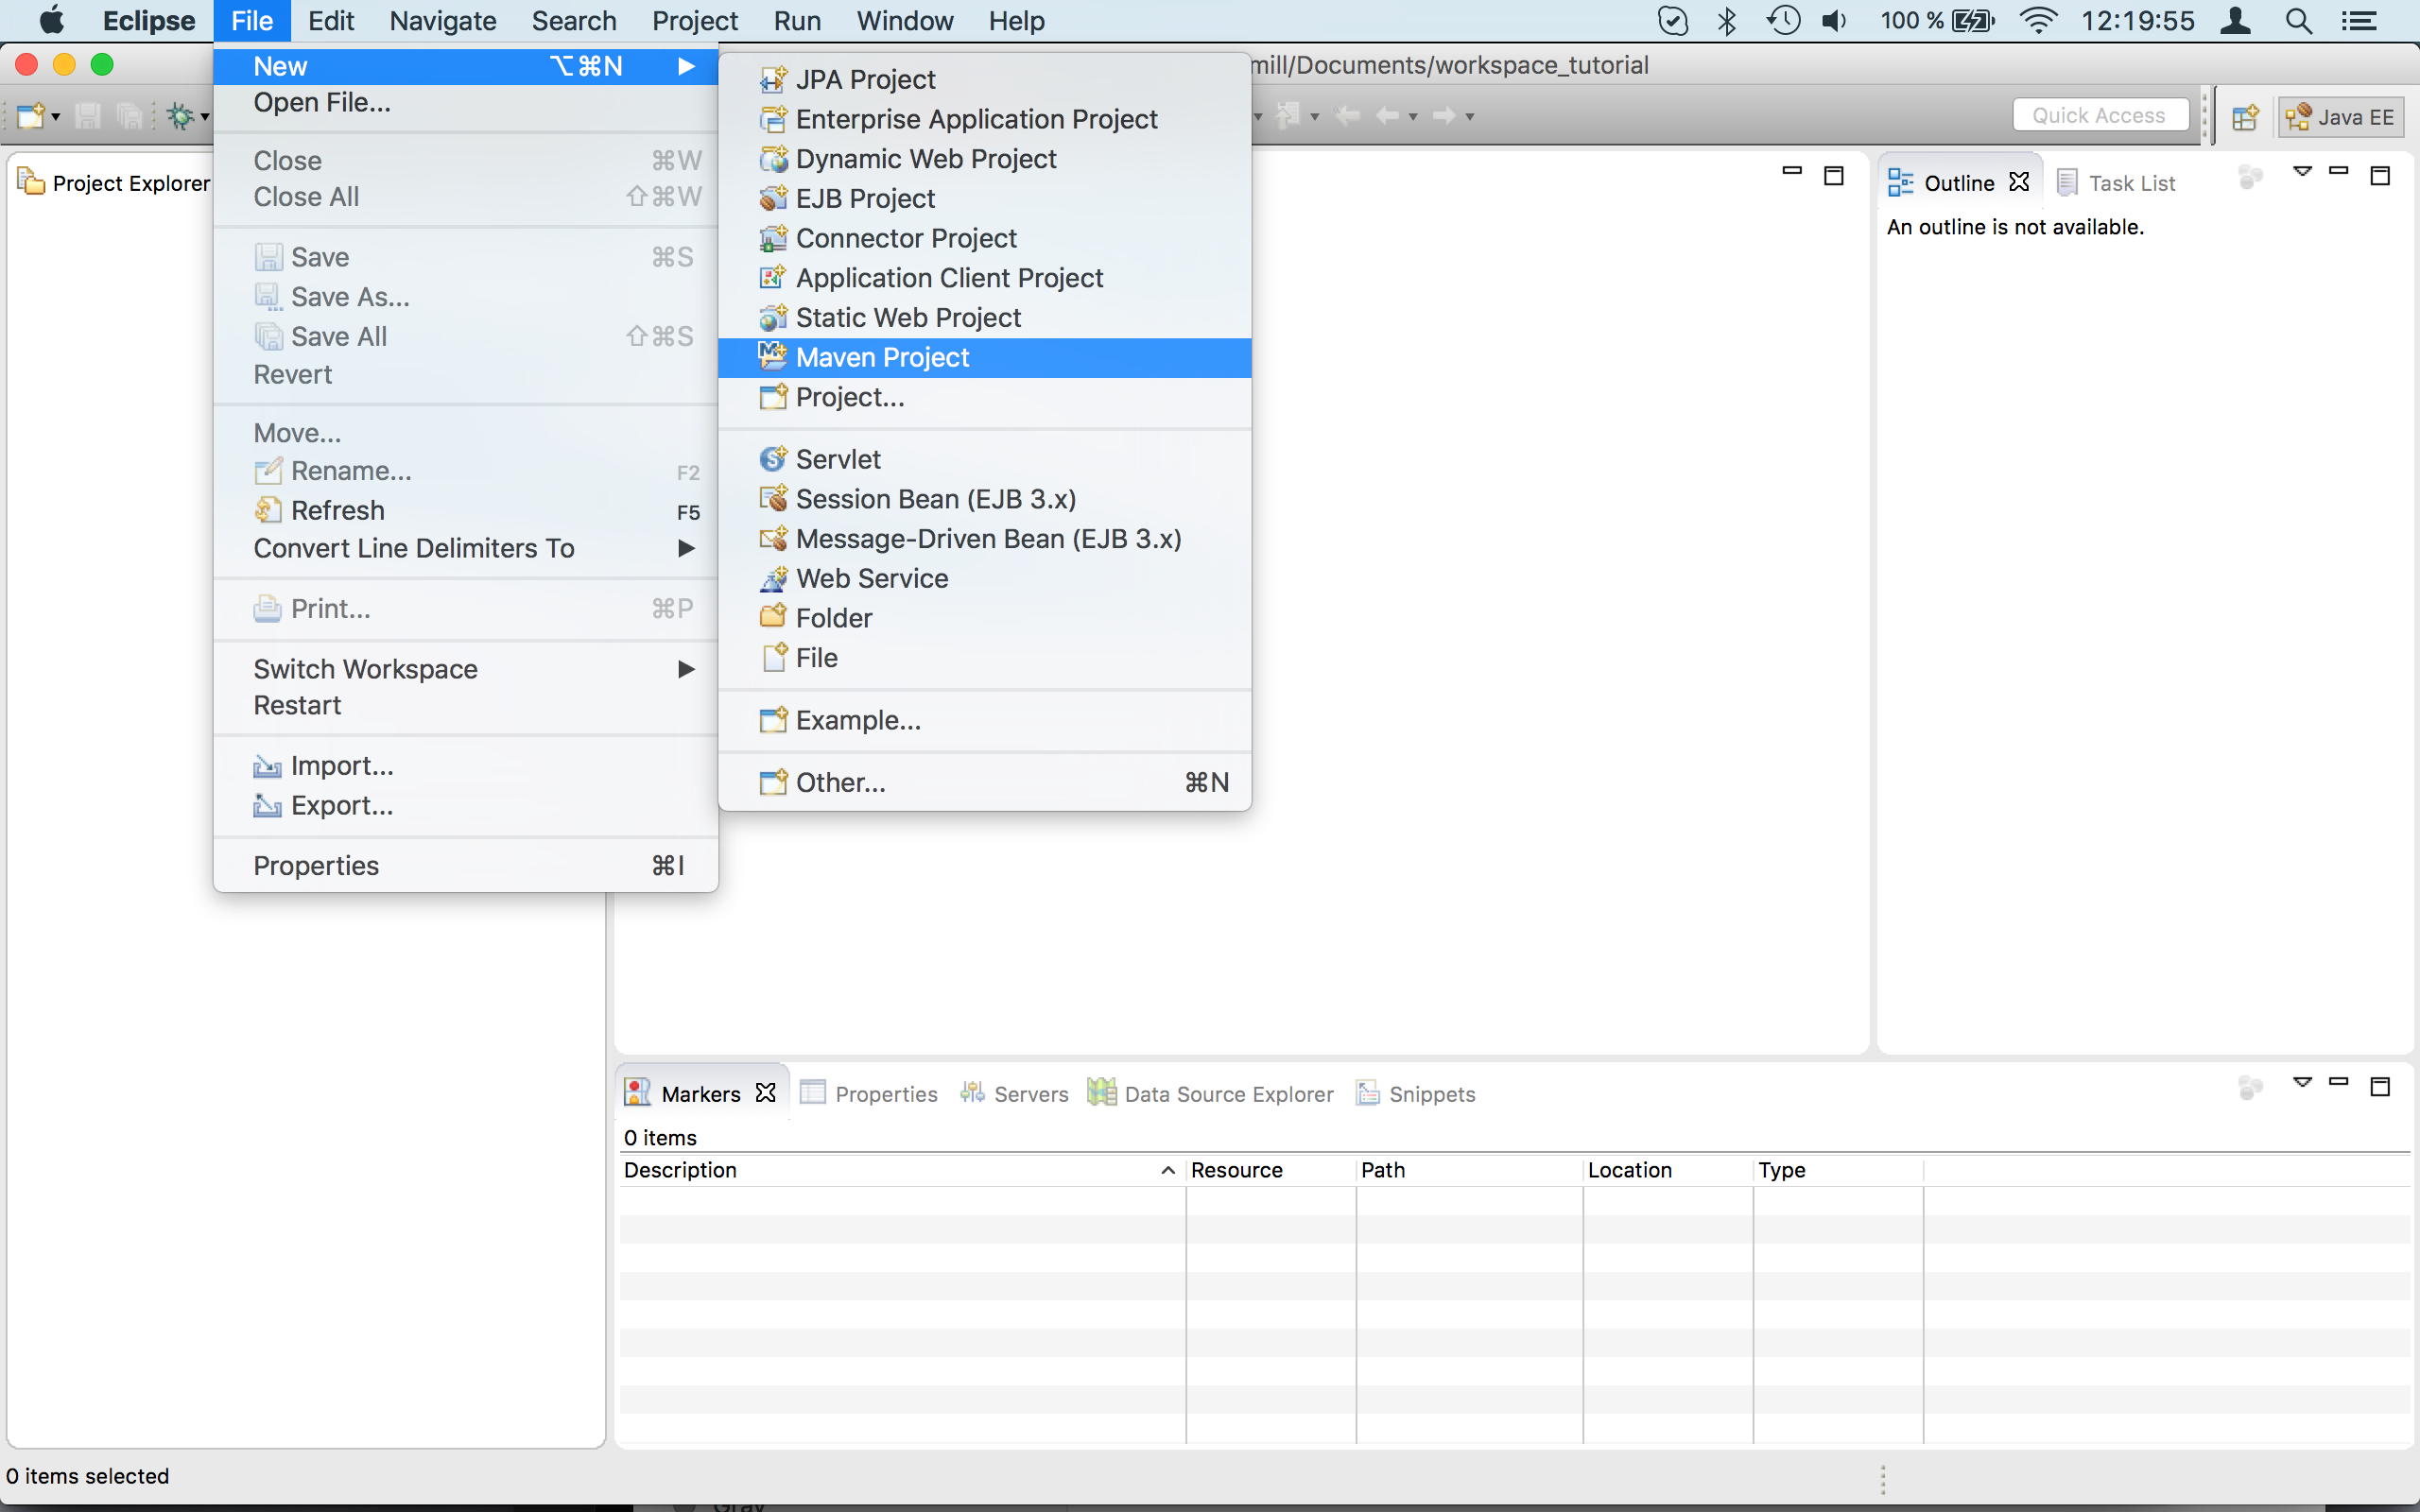 Eclipse File Edit Navigate Search Project Run Window Help 100 % 12:19:55
mill/Documents/workspace_tutorial
Quick Access Java EE
Project Explorer
New ⌥⌘N
Open File...
Close ⌘W
Close All ⇧⌘W
Save ⌘S
Save As...
Save All ⇧⌘S
Revert
Move...
Rename... F2
Refresh F5
Convert Line Delimiters To
Print... ⌘P
Switch Workspace
Restart
Import...
Export...
Properties ⌘I
JPA Project
Enterprise Application Project
Dynamic Web Project
EJB Project
Connector Project
Application Client Project
Static Web Project
Maven Project
Project...
Servlet
Session Bean (EJB 3.x)
Message-Driven Bean (EJB 3.x)
Web Service
Folder
File
Example...
Other... ⌘N
Outline Task List
An outline is not available.
Markers Properties Servers Data Source Explorer Snippets
0 items
Description Resource Path Location Type
0 items selected